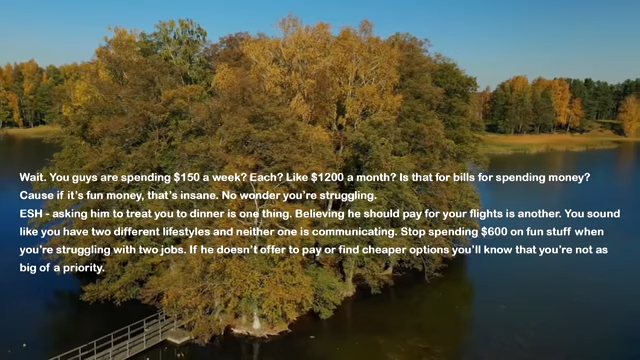 Wait. You guys are spending $150 a week? Each? Like $1200 a month? Is that for bills for spending money?
Cause if it's fun money, that's insane. No wonder you're struggling.
ESH - asking him to treat you to dinner is one thing. Believing he should pay for your flights is another. You sound
like you have two different lifestyles and neither one is communicating. Stop spending $600 on fun stuff when
you're struggling with two jobs. If he doesn't offer to pay or find cheaper options you'll know that you're not as
big of a priority.